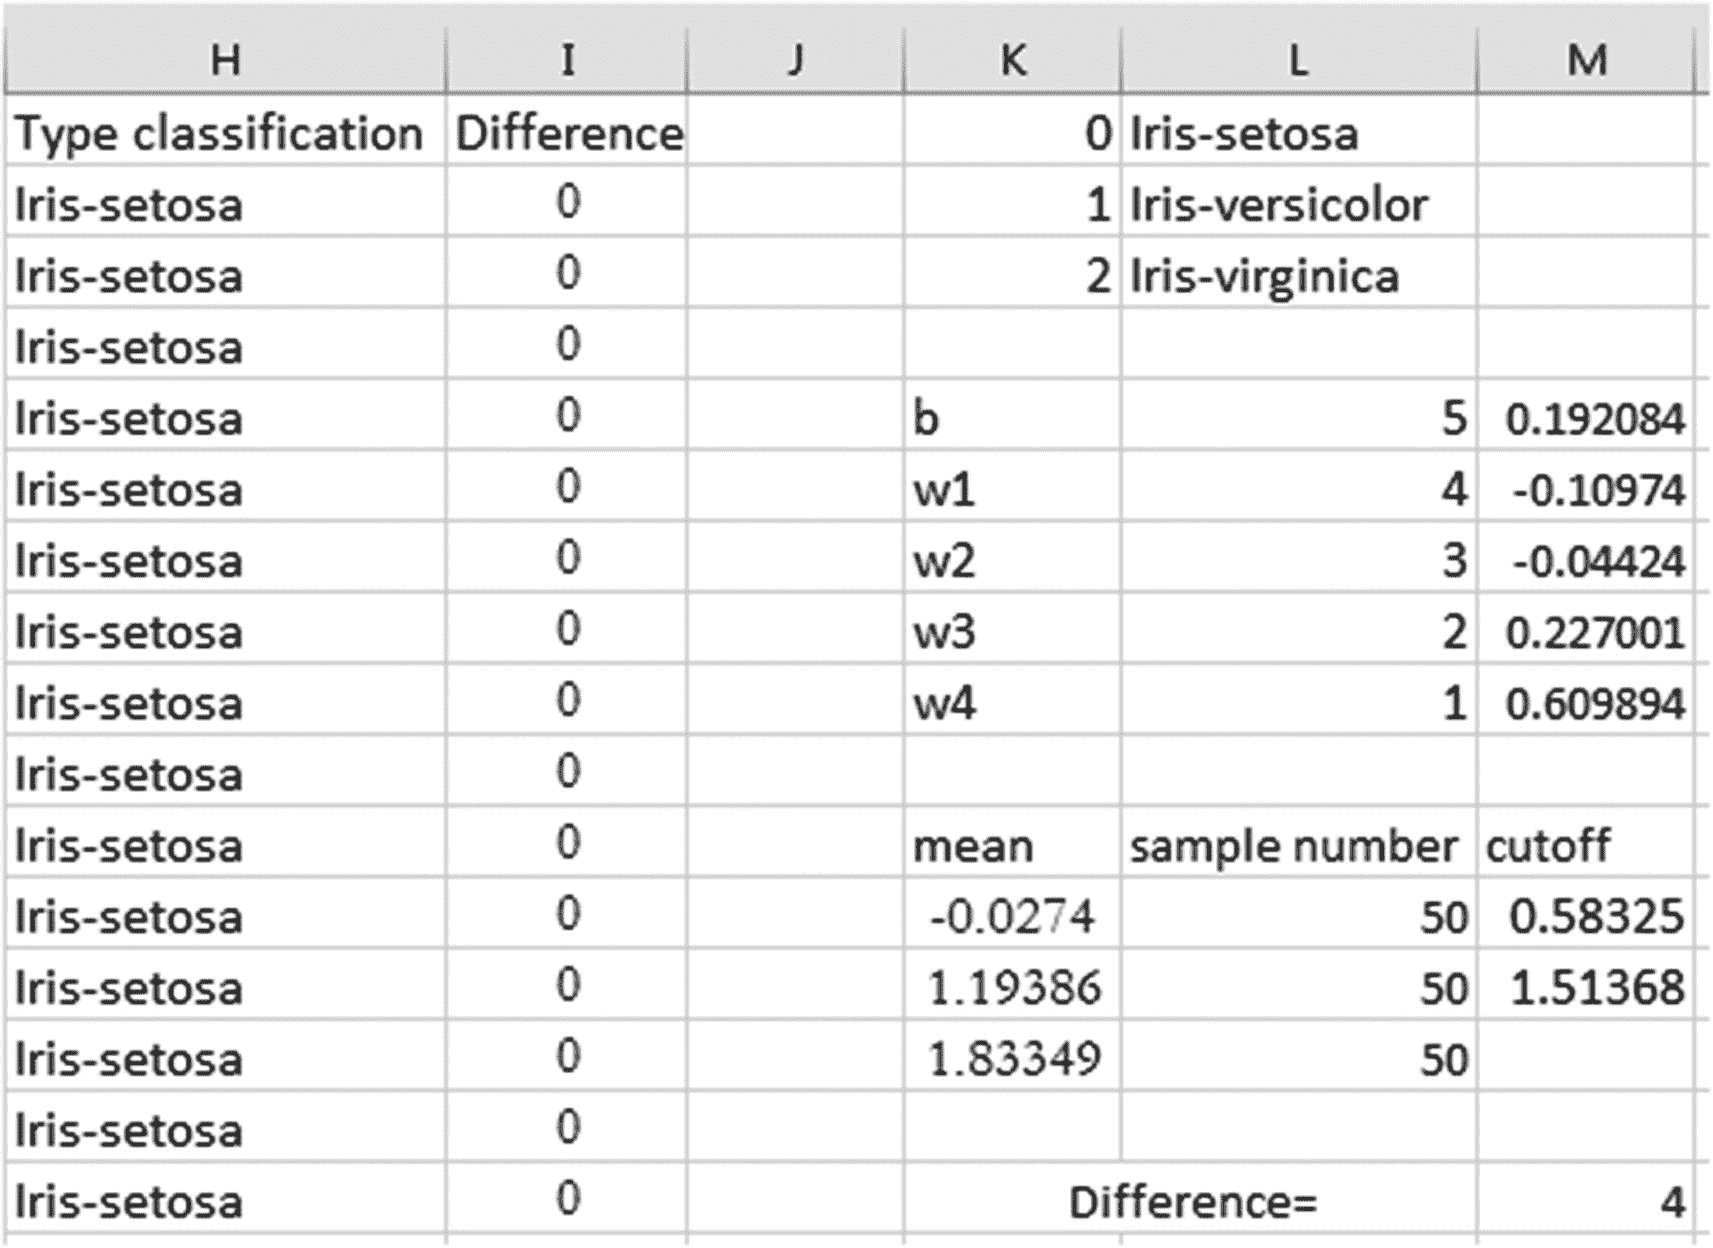 H I J K L M
Type classification Difference 0 Iris-setosa
Iris-setosa 0 1 Iris-versicolor
Iris-setosa 0 2 Iris-virginica
Iris-setosa 0
Iris-setosa 0 b 5 0.192084
Iris-setosa 0 w1 4 -0.10974
Iris-setosa 0 w2 3 -0.04424
Iris-setosa 0 w3 2 0.227001
Iris-setosa 0 w4 1 0.609894
Iris-setosa 0
Iris-setosa 0 mean sample number cutoff
Iris-setosa 0 -0.0274 50 0.58325
Iris-setosa 0 1.19386 50 1.51368
Iris-setosa 0 1.83349 50
Iris-setosa 0
Iris-setosa 0 Difference= 4